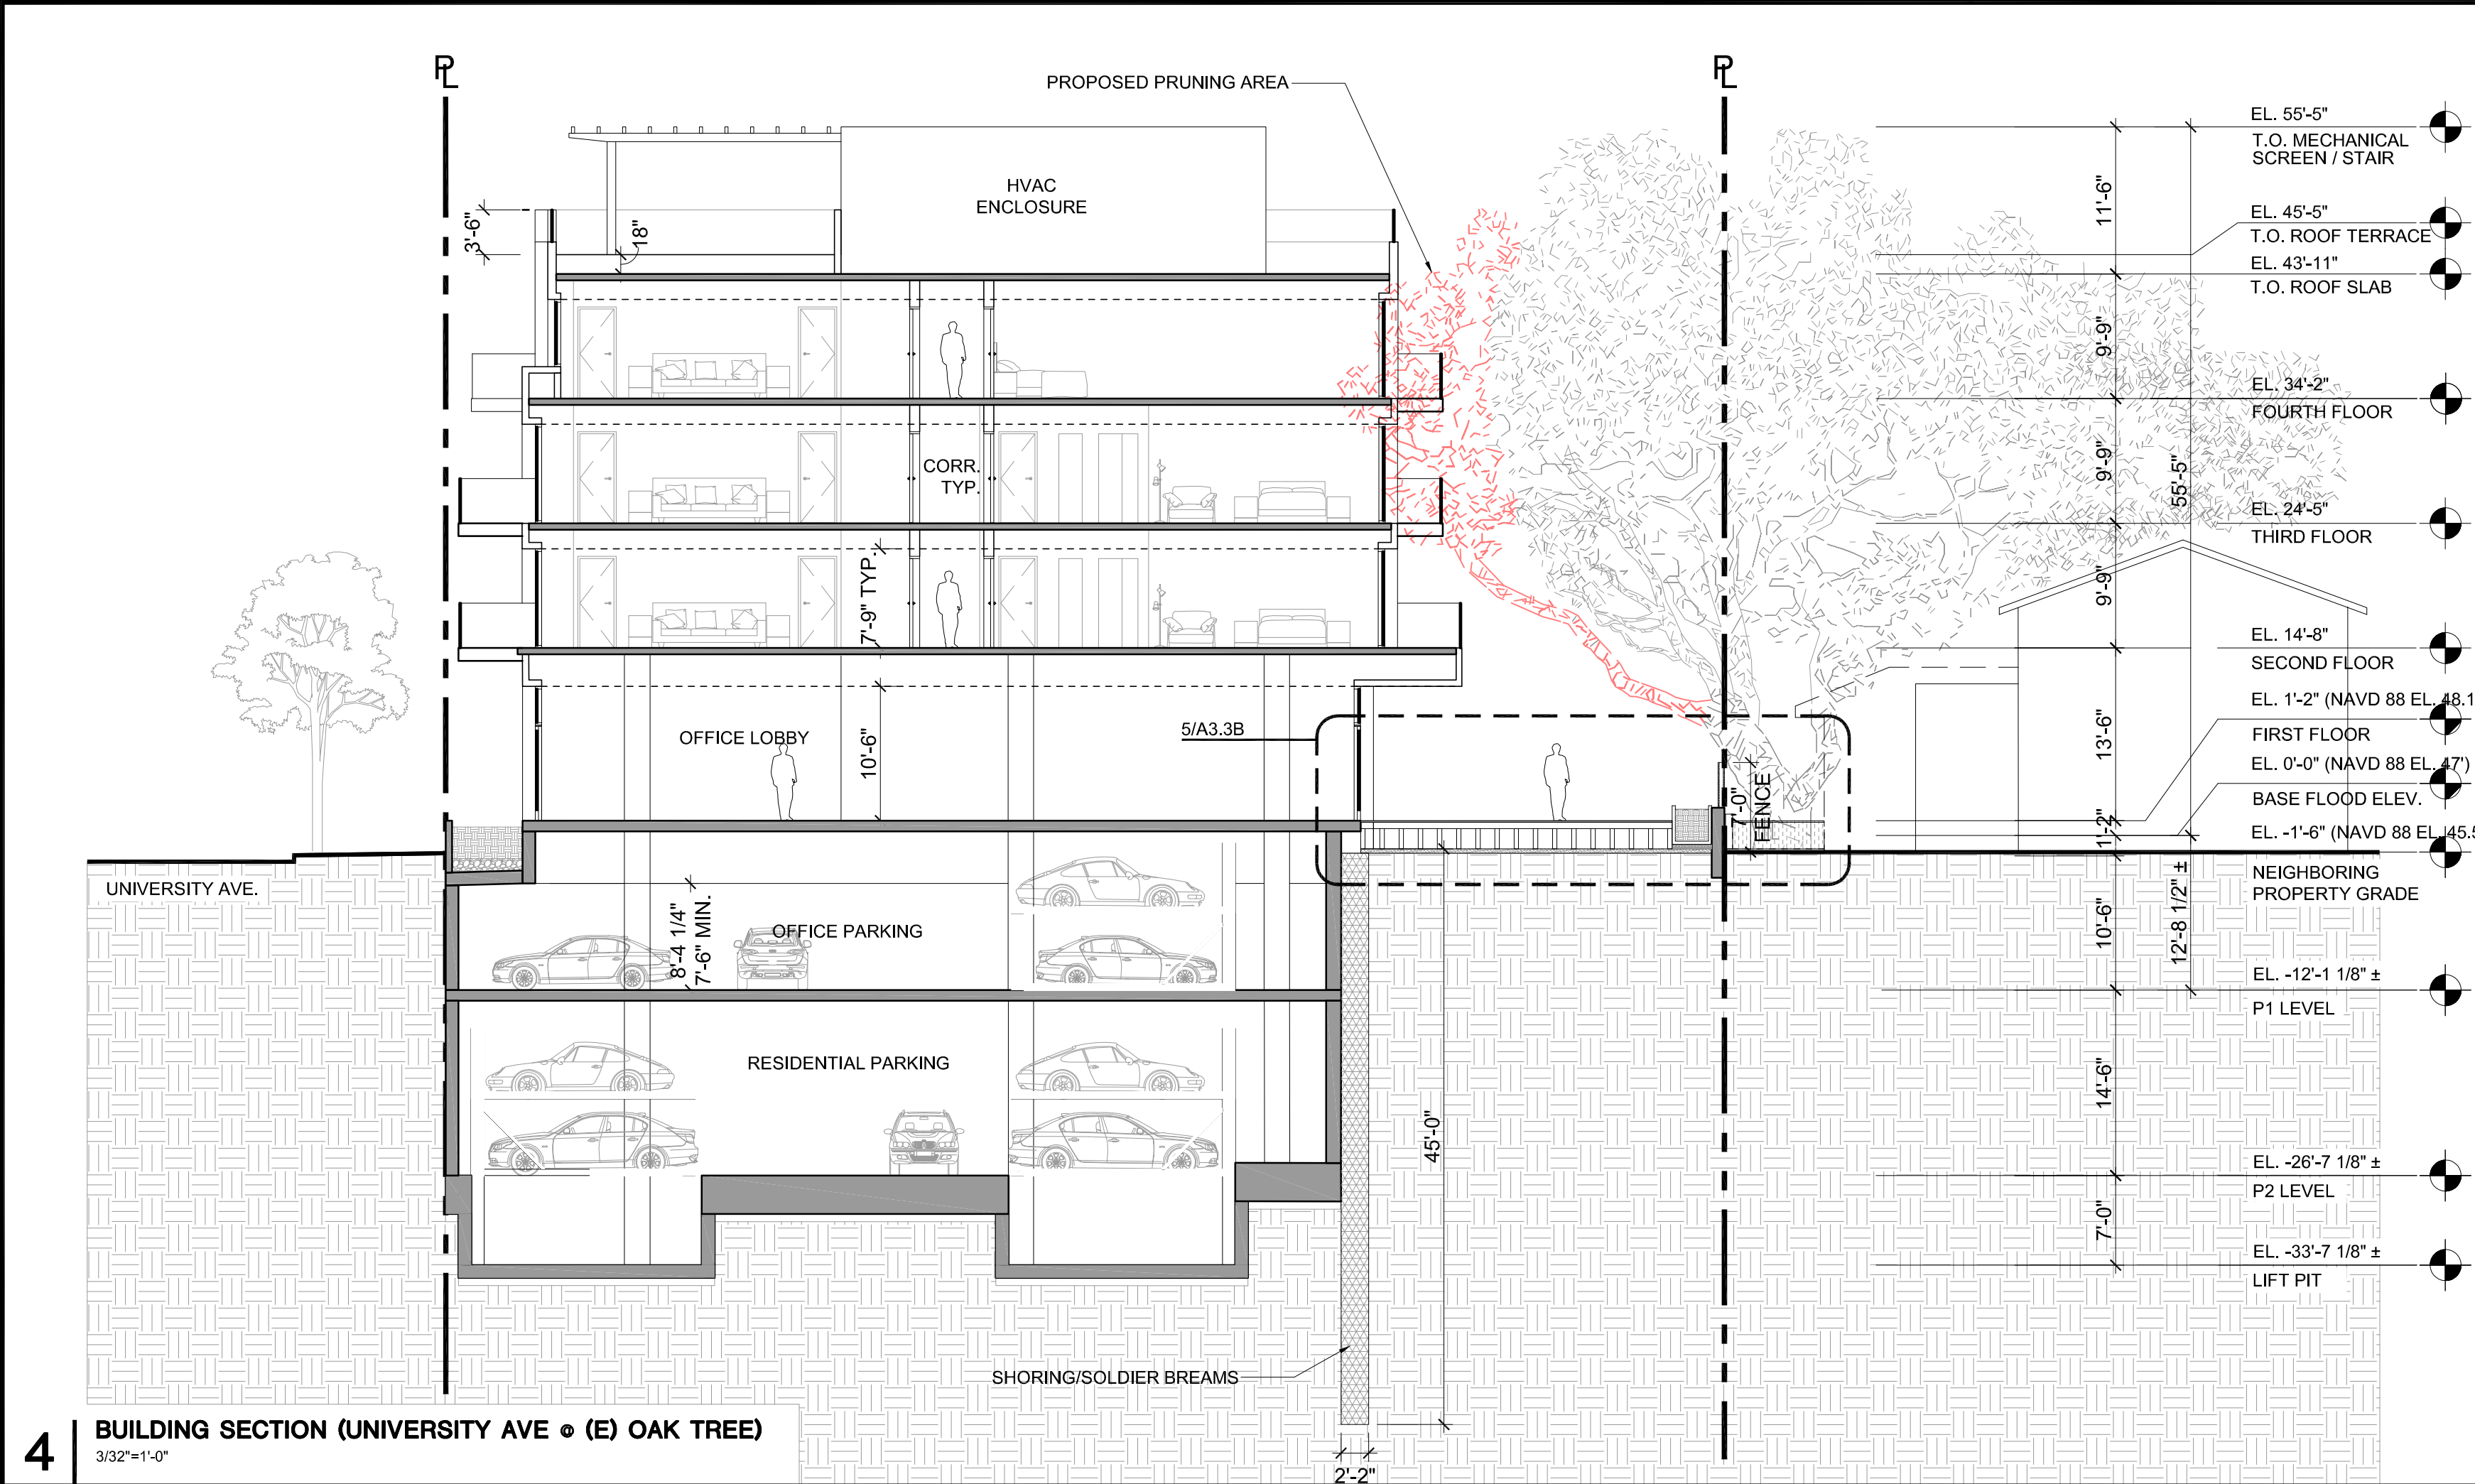 PL
PL
PROPOSED PRUNING AREA
HVAC
ENCLOSURE
3'-6"
18"
CORR.
TYP.
7'-9" TYP.
OFFICE LOBBY
10'-6"
5/A3.3B
7'-0"
FENCE
UNIVERSITY AVE.
8'-4 1/4"
7'-6" MIN.
OFFICE PARKING
RESIDENTIAL PARKING
45'-0"
SHORING/SOLDIER BREAMS
2'-2"
11'-6"
9'-9"
9'-9"
9'-9"
13'-6"
1'-2"
10'-6"
14'-6"
7'-0"
55'-5"
12'-8 1/2" ±
EL. 55'-5"
T.O. MECHANICAL
SCREEN / STAIR
EL. 45'-5"
T.O. ROOF TERRACE
EL. 43'-11"
T.O. ROOF SLAB
EL. 34'-2"
FOURTH FLOOR
EL. 24'-5"
THIRD FLOOR
EL. 14'-8"
SECOND FLOOR
EL. 1'-2" (NAVD 88 EL. 48.1
FIRST FLOOR
EL. 0'-0" (NAVD 88 EL. 47')
BASE FLOOD ELEV.
EL. -1'-6" (NAVD 88 EL. 45.5
NEIGHBORING
PROPERTY GRADE
EL. -12'-1 1/8" ±
P1 LEVEL
EL. -26'-7 1/8" ±
P2 LEVEL
EL. -33'-7 1/8" ±
LIFT PIT
4
BUILDING SECTION (UNIVERSITY AVE @ (E) OAK TREE)
3/32"=1'-0"